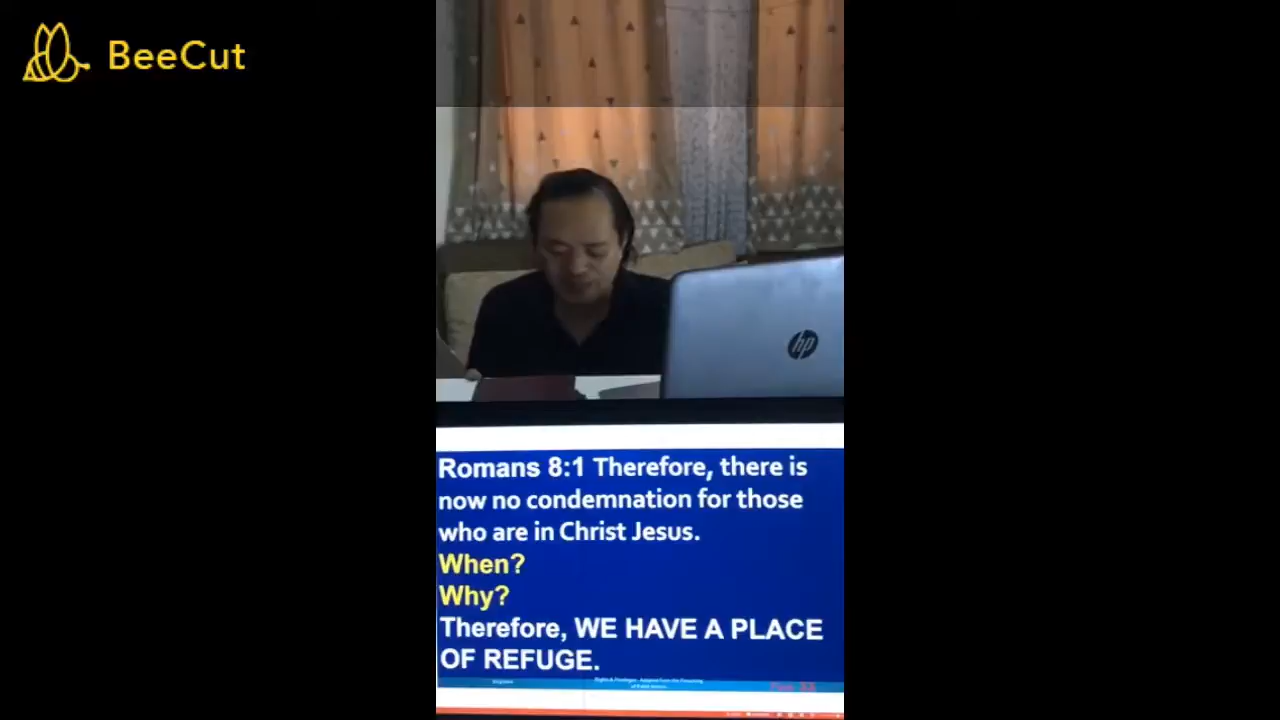 BeeCut
hp
Romans 8:1 Therefore, there is
now no condemnation for those
who are in Christ Jesus.
When?
Why?
Therefore, WE HAVE A PLACE
OF REFUGE.